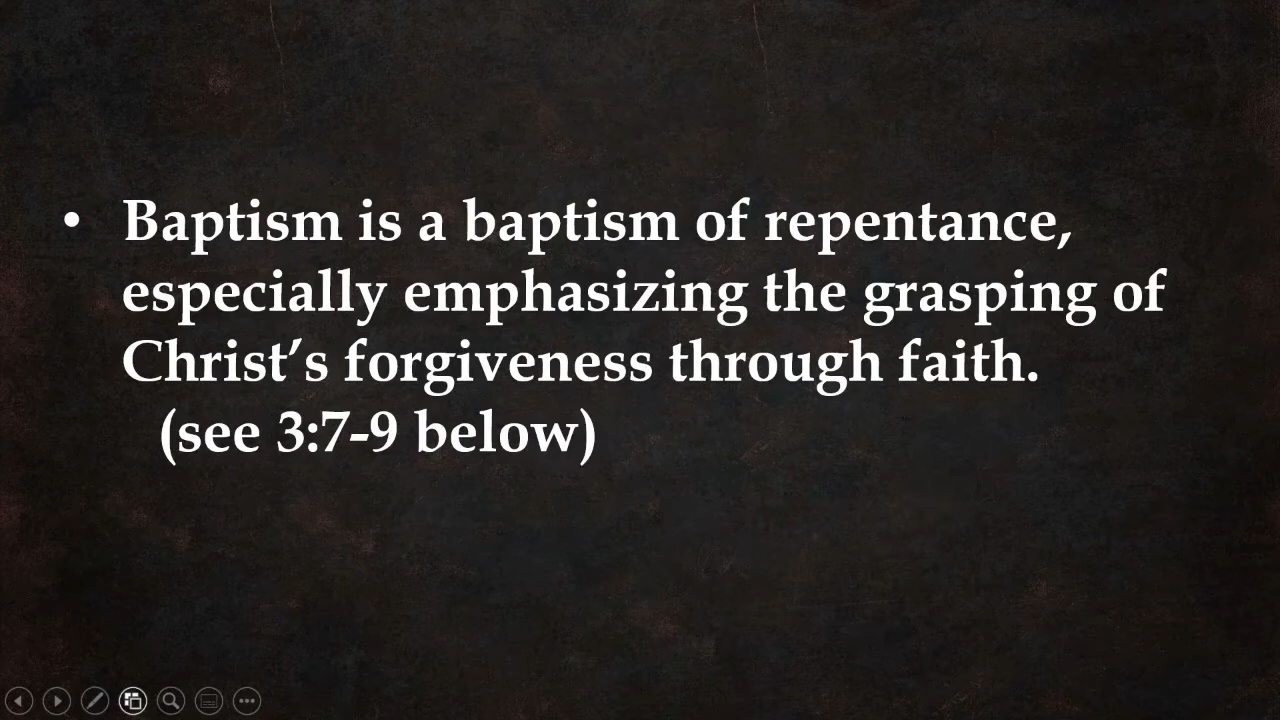 • Baptism is a baptism of repentance,
especially emphasizing the grasping of
Christ’s forgiveness through faith.
(see 3:7-9 below)